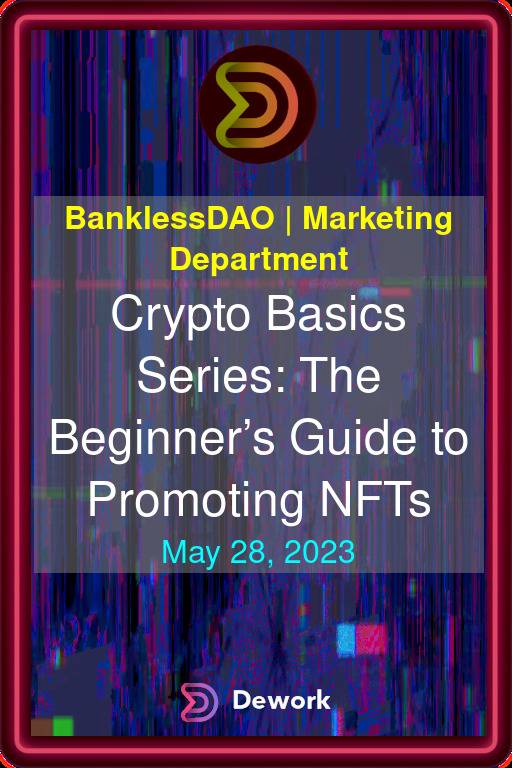 BanklessDAO | Marketing
Department
Crypto Basics
Series: The
Beginner’s Guide to
Promoting NFTs
May 28, 2023
Dework